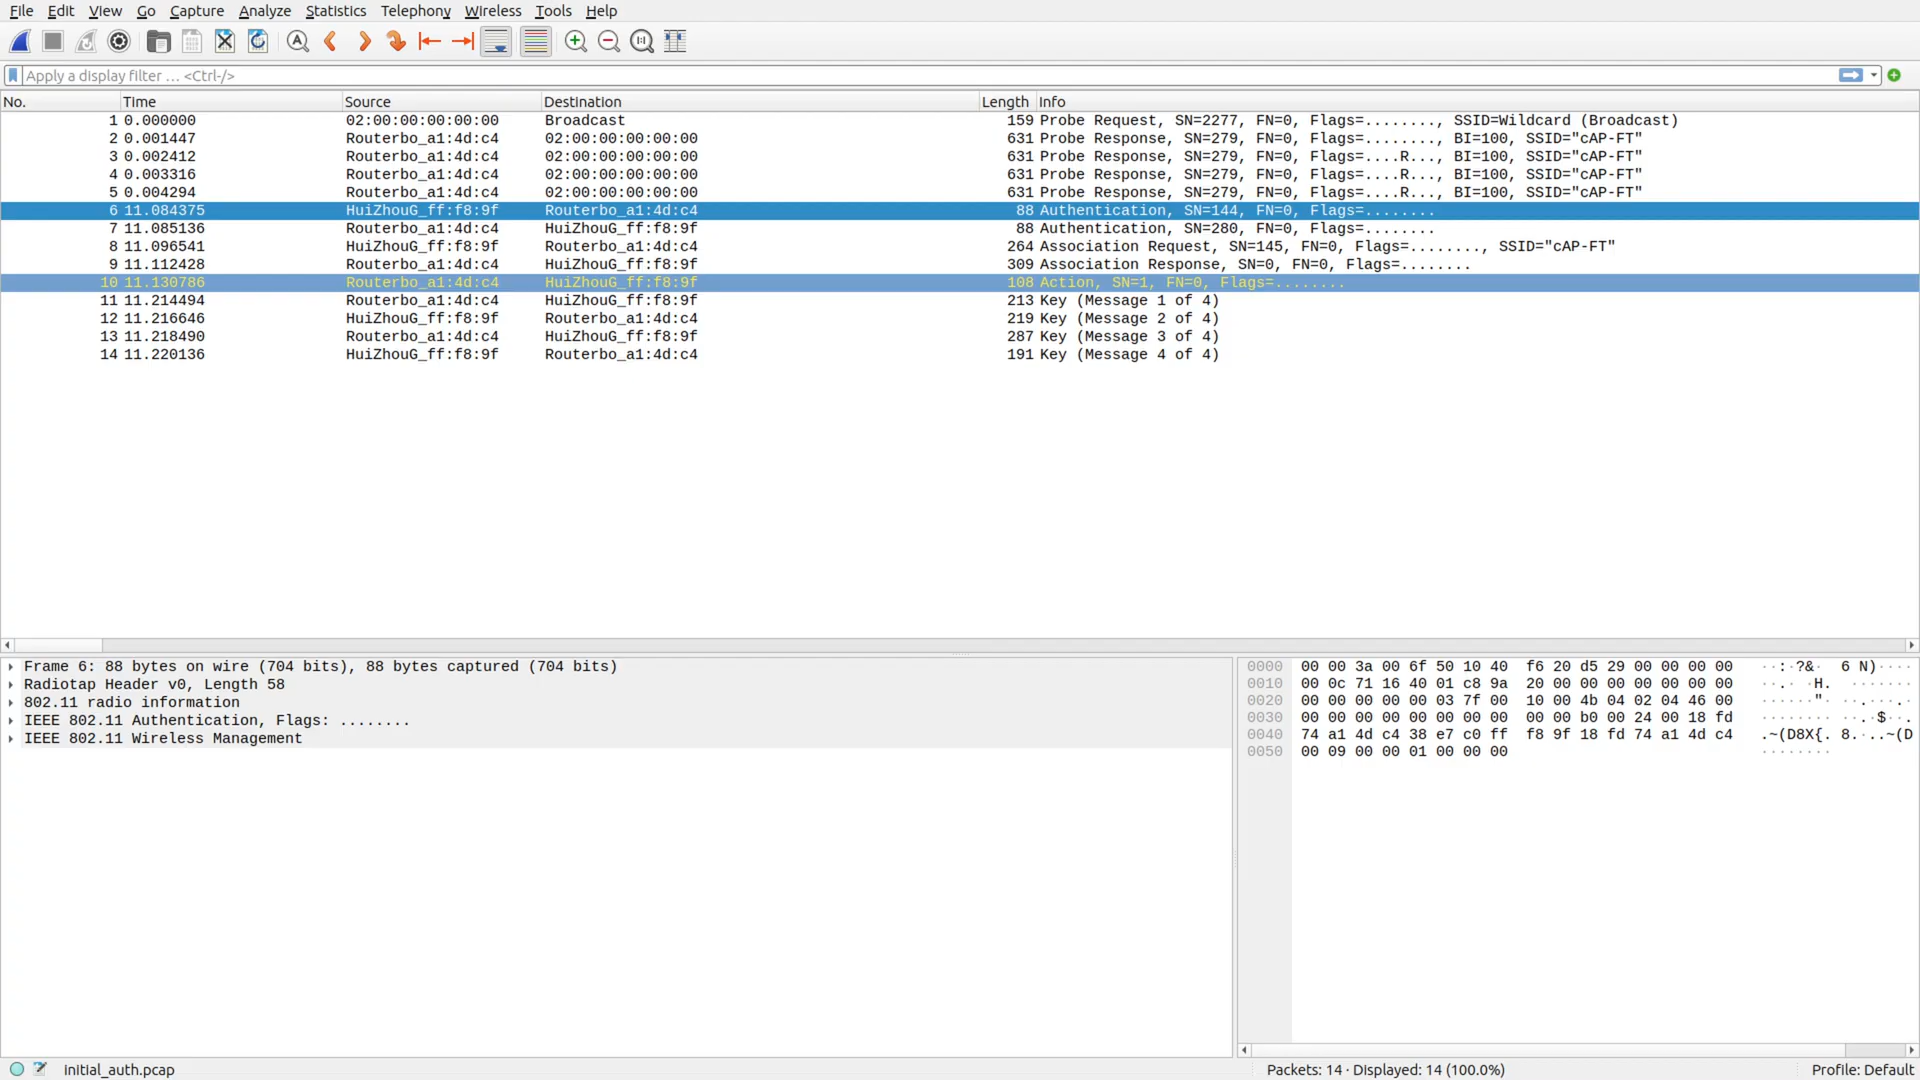 File Edit View Go Capture Analyze Statistics Telephony Wireless Tools Help
Apply a display filter … <Ctrl-/>
No. Time Source Destination Length Info
1 0.000000 02:00:00:00:00:00 Broadcast 159 Probe Request, SN=2277, FN=0, Flags=........, SSID=Wildcard (Broadcast)
2 0.001447 Routerbo_a1:4d:c4 02:00:00:00:00:00 631 Probe Response, SN=279, FN=0, Flags=........, BI=100, SSID="cAP-FT"
3 0.002412 Routerbo_a1:4d:c4 02:00:00:00:00:00 631 Probe Response, SN=279, FN=0, Flags=....R..., BI=100, SSID="cAP-FT"
4 0.003316 Routerbo_a1:4d:c4 02:00:00:00:00:00 631 Probe Response, SN=279, FN=0, Flags=....R..., BI=100, SSID="cAP-FT"
5 0.004294 Routerbo_a1:4d:c4 02:00:00:00:00:00 631 Probe Response, SN=279, FN=0, Flags=....R..., BI=100, SSID="cAP-FT"
6 11.084375 HuiZhouG_ff:f8:9f Routerbo_a1:4d:c4 88 Authentication, SN=144, FN=0, Flags=........
7 11.085136 Routerbo_a1:4d:c4 HuiZhouG_ff:f8:9f 88 Authentication, SN=280, FN=0, Flags=........
8 11.096541 HuiZhouG_ff:f8:9f Routerbo_a1:4d:c4 264 Association Request, SN=145, FN=0, Flags=........, SSID="cAP-FT"
9 11.112428 Routerbo_a1:4d:c4 HuiZhouG_ff:f8:9f 309 Association Response, SN=0, FN=0, Flags=........
10 11.130786 Routerbo_a1:4d:c4 HuiZhouG_ff:f8:9f 108 Action, SN=1, FN=0, Flags=........
11 11.214494 Routerbo_a1:4d:c4 HuiZhouG_ff:f8:9f 213 Key (Message 1 of 4)
12 11.216646 HuiZhouG_ff:f8:9f Routerbo_a1:4d:c4 219 Key (Message 2 of 4)
13 11.218490 Routerbo_a1:4d:c4 HuiZhouG_ff:f8:9f 287 Key (Message 3 of 4)
14 11.220136 HuiZhouG_ff:f8:9f Routerbo_a1:4d:c4 191 Key (Message 4 of 4)
Frame 6: 88 bytes on wire (704 bits), 88 bytes captured (704 bits)
Radiotap Header v0, Length 58
802.11 radio information
IEEE 802.11 Authentication, Flags: ........
IEEE 802.11 Wireless Management
0000 00 00 3a 00 6f 50 10 40 f6 20 d5 29 00 00 00 00 ··:·?&· 6 N)····
0010 00 0c 71 16 40 01 c8 9a 20 00 00 00 00 00 00 00 ··. ·H. ·······
0020 00 00 00 00 00 03 7f 00 10 00 4b 04 02 04 46 00 ······" ··.···.
0030 00 00 00 00 00 00 00 00 00 00 b0 00 24 00 18 fd ········ ··.·$··.
0040 74 a1 4d c4 38 e7 c0 ff f8 9f 18 fd 74 a1 4d c4 .~(D8X{. 8.·..~(D
0050 00 09 00 00 01 00 00 00 ········
initial_auth.pcap
Packets: 14 · Displayed: 14 (100.0%)
Profile: Default